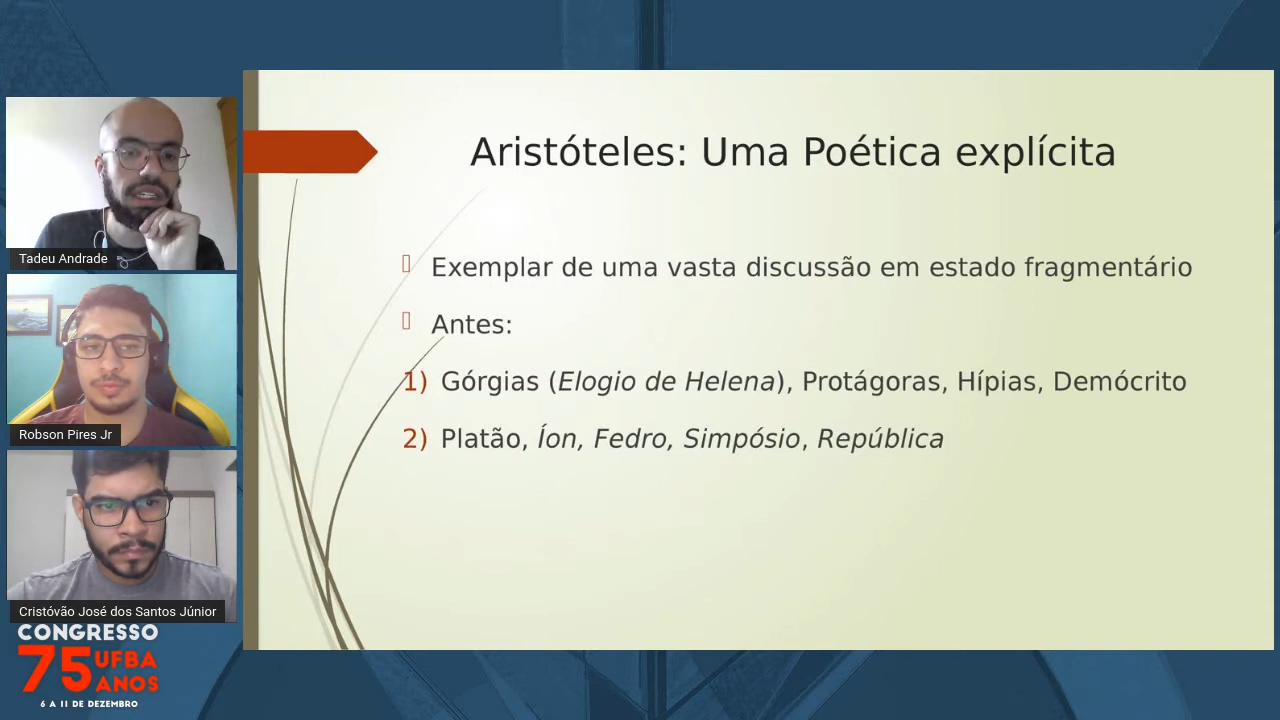 Aristóteles: Uma Poética explícita
Exemplar de uma vasta discussão em estado fragmentário
Antes:
1) Górgias (Elogio de Helena), Protágoras, Hípias, Demócrito
2) Platão, Íon, Fedro, Simpósio, República
Tadeu Andrade
Robson Pires Jr
Cristóvão José dos Santos Júnior
CONGRESSO
75 UFBA
ANOS
6 A 11 DE DEZEMBRO